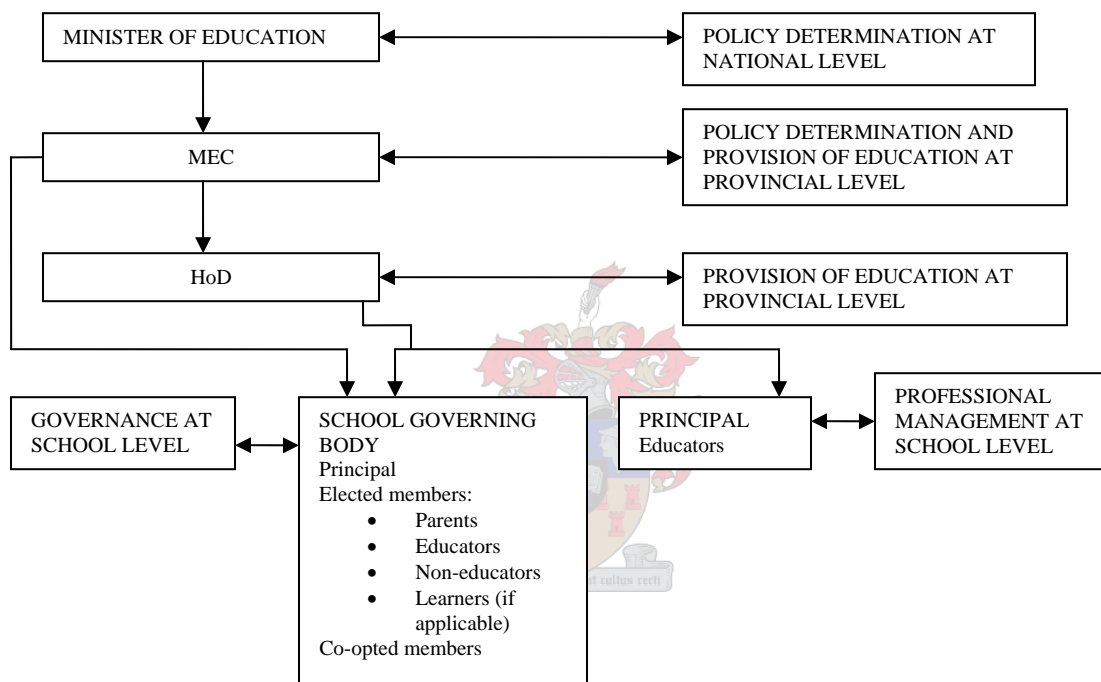 MINISTER OF EDUCATION
POLICY DETERMINATION AT
NATIONAL LEVEL
MEC
POLICY DETERMINATION AND
PROVISION OF EDUCATION AT
PROVINCIAL LEVEL
HoD
PROVISION OF EDUCATION AT
PROVINCIAL LEVEL
GOVERNANCE AT
SCHOOL LEVEL
SCHOOL GOVERNING
BODY
Principal
Elected members:
• Parents
• Educators
• Non-educators
• Learners (if
applicable)
Co-opted members
PRINCIPAL
Educators
PROFESSIONAL
MANAGEMENT AT
SCHOOL LEVEL
cultus recti